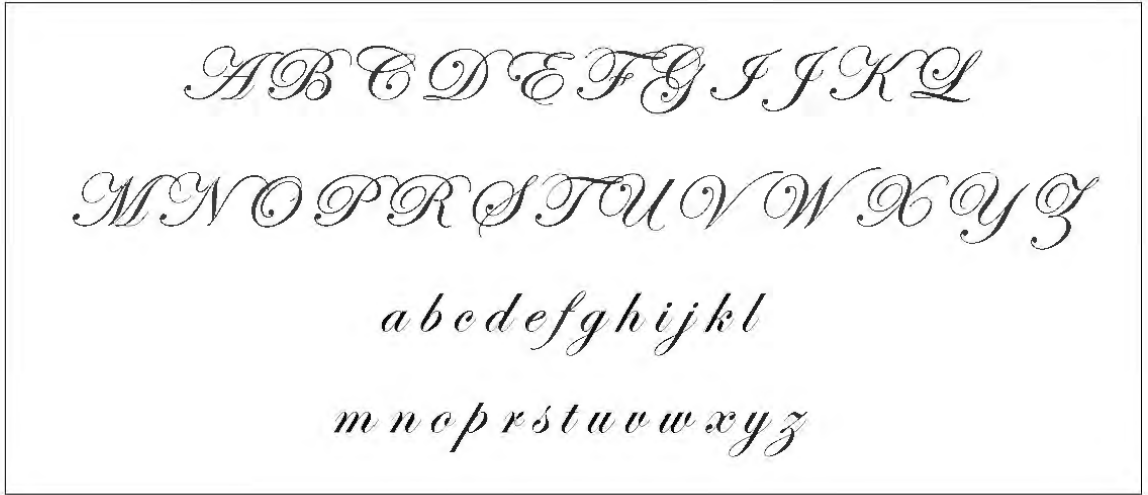 A B C D E F G I J K L
M N O P R S T U V W X Y Z
a b c d e f g h i j k l
m n o p r s t u v w x y z